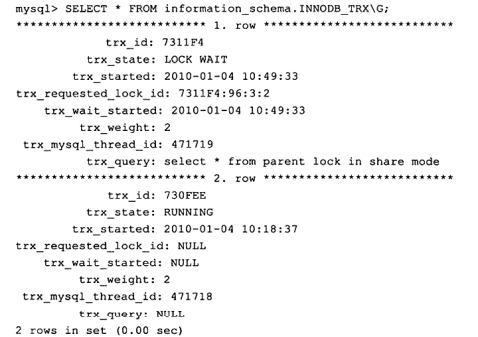 mysql> SELECT * FROM information_schema.INNODB_TRX\G;
*************************** 1. row ***************************
trx_id: 7311F4
trx_state: LOCK WAIT
trx_started: 2010-01-04 10:49:33
trx_requested_lock_id: 7311F4:96:3:2
trx_wait_started: 2010-01-04 10:49:33
trx_weight: 2
trx_mysql_thread_id: 471719
trx_query: select * from parent lock in share mode
*************************** 2. row ***************************
trx_id: 730FEE
trx_state: RUNNING
trx_started: 2010-01-04 10:18:37
trx_requested_lock_id: NULL
trx_wait_started: NULL
trx_weight: 2
trx_mysql_thread_id: 471718
trx_query: NULL
2 rows in set (0.00 sec)